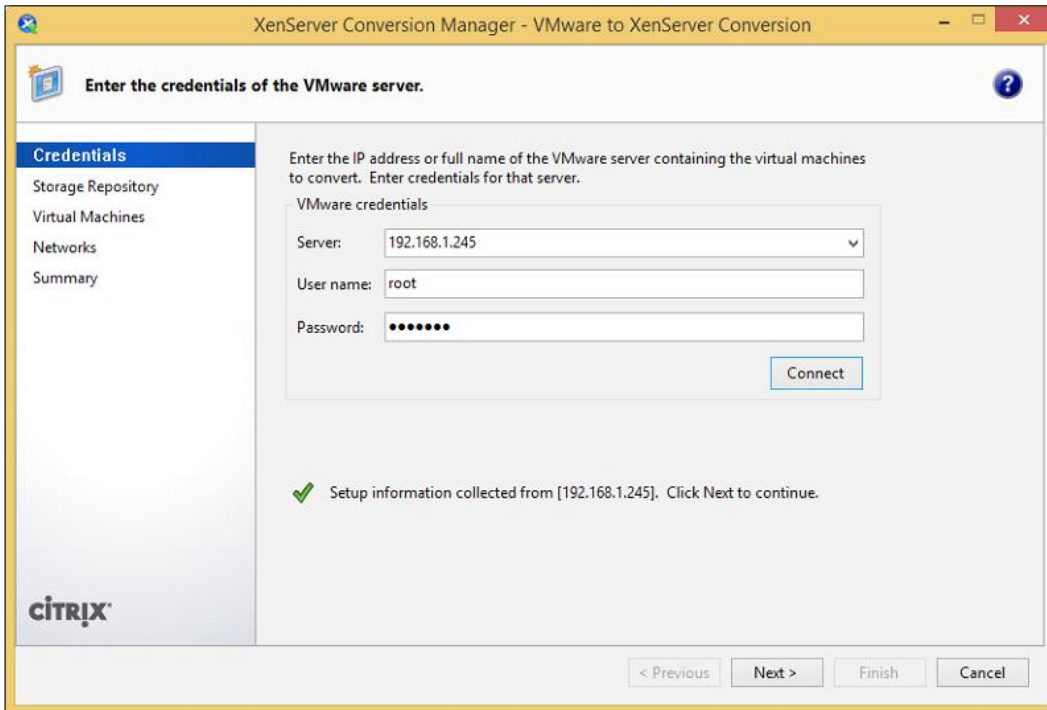 XenServer Conversion Manager - VMware to XenServer Conversion
Enter the credentials of the VMware server.
?
Credentials
Storage Repository
Virtual Machines
Networks
Summary
Enter the IP address or full name of the VMware server containing the virtual machines
to convert. Enter credentials for that server.
VMware credentials
Server: 192.168.1.245
User name: root
Password: •••••••
Connect
Setup information collected from [192.168.1.245]. Click Next to continue.
CITRIX
< Previous Next > Finish Cancel